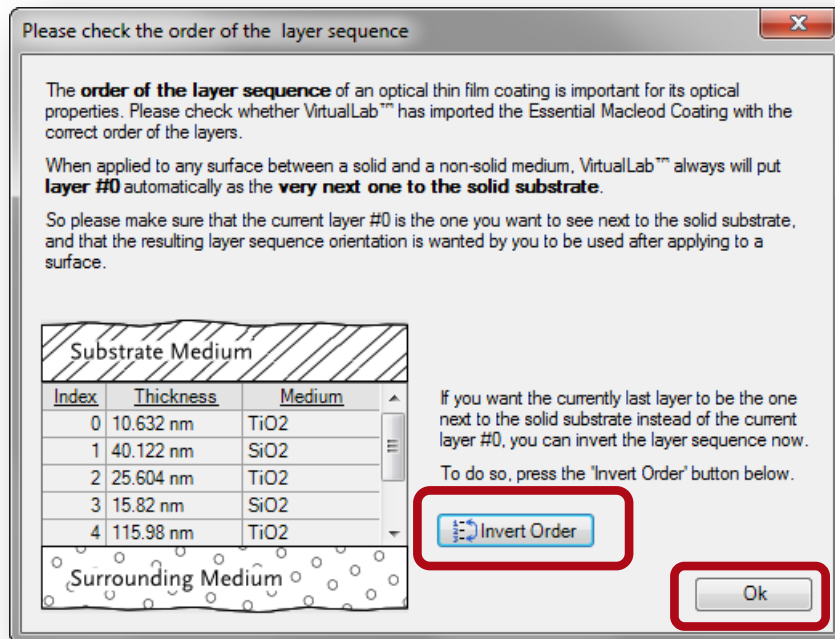 Please check the order of the layer sequence
The order of the layer sequence of an optical thin film coating is important for its optical
properties. Please check whether VirtualLab™ has imported the Essential Macleod Coating with the
correct order of the layers.
When applied to any surface between a solid and a non-solid medium, VirtualLab™ always will put
layer #0 automatically as the very next one to the solid substrate.
So please make sure that the current layer #0 is the one you want to see next to the solid substrate,
and that the resulting layer sequence orientation is wanted by you to be used after applying to a
surface.
Substrate Medium
Index Thickness Medium
0 10.632 nm TiO2
1 40.122 nm SiO2
2 25.604 nm TiO2
3 15.82 nm SiO2
4 115.98 nm TiO2
Surrounding Medium
If you want the currently last layer to be the one
next to the solid substrate instead of the current
layer #0, you can invert the layer sequence now.
To do so, press the 'Invert Order' button below.
Invert Order
Ok